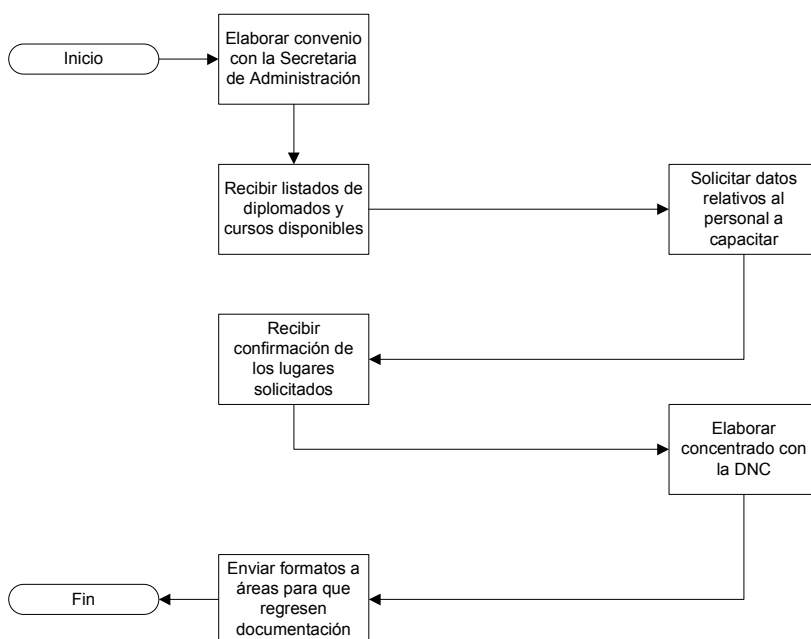 Inicio
Elaborar convenio
con la Secretaria
de Administración
Recibir listados de
diplomados y
cursos disponibles
Solicitar datos
relativos al
personal a
capacitar
Recibir
confirmación de
los lugares
solicitados
Elaborar
concentrado con
la DNC
Enviar formatos a
áreas para que
regresen
documentación
Fin